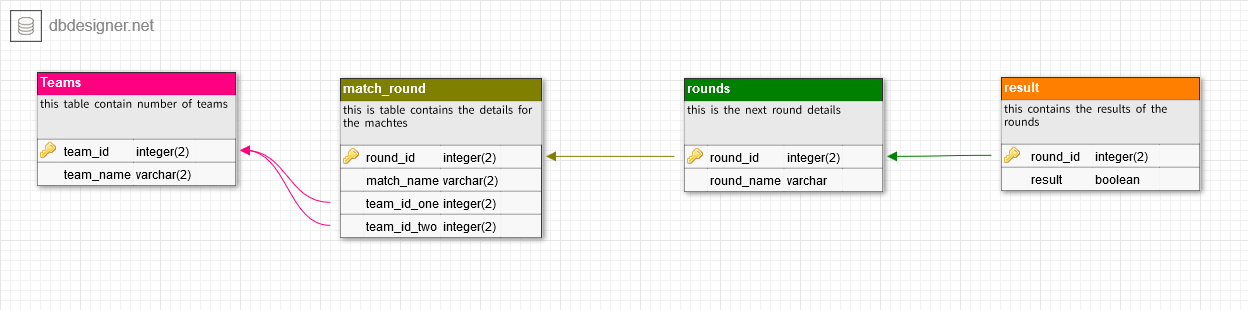 dbdesigner.net
Teams
this table contain number of teams
team_id integer(2)
team_name varchar(2)
match_round
this is table contains the details for
the machtes
round_id integer(2)
match_name varchar(2)
team_id_one integer(2)
team_id_two integer(2)
rounds
this is the next round details
round_id integer(2)
round_name varchar
result
this contains the results of the
rounds
round_id integer(2)
result boolean